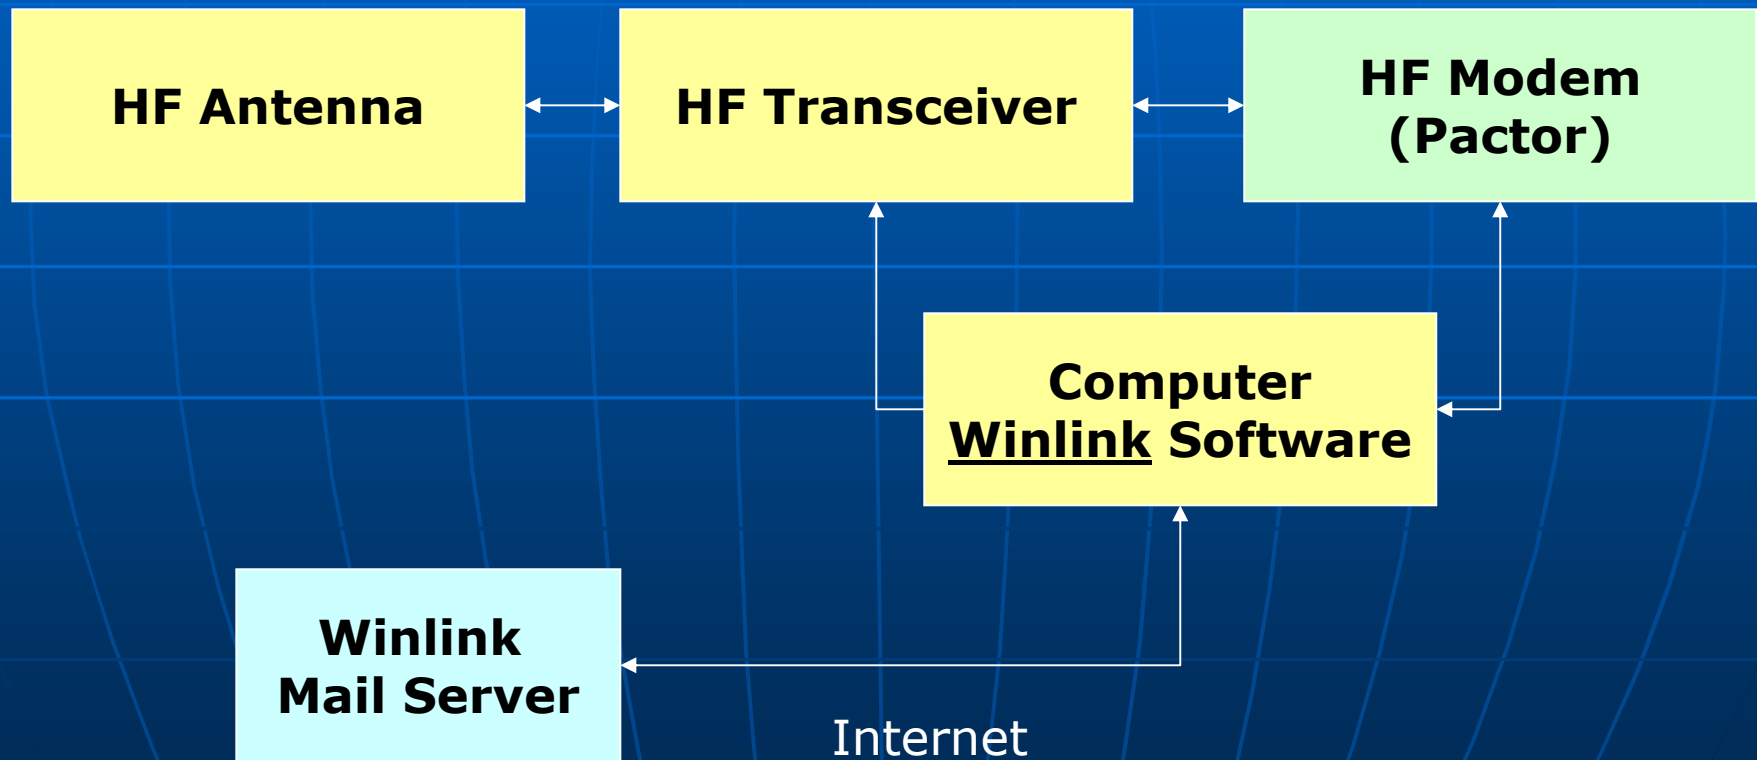 HF Antenna
HF Transceiver
HF Modem
(Pactor)
Computer
Winlink Software
Winlink
Mail Server
Internet